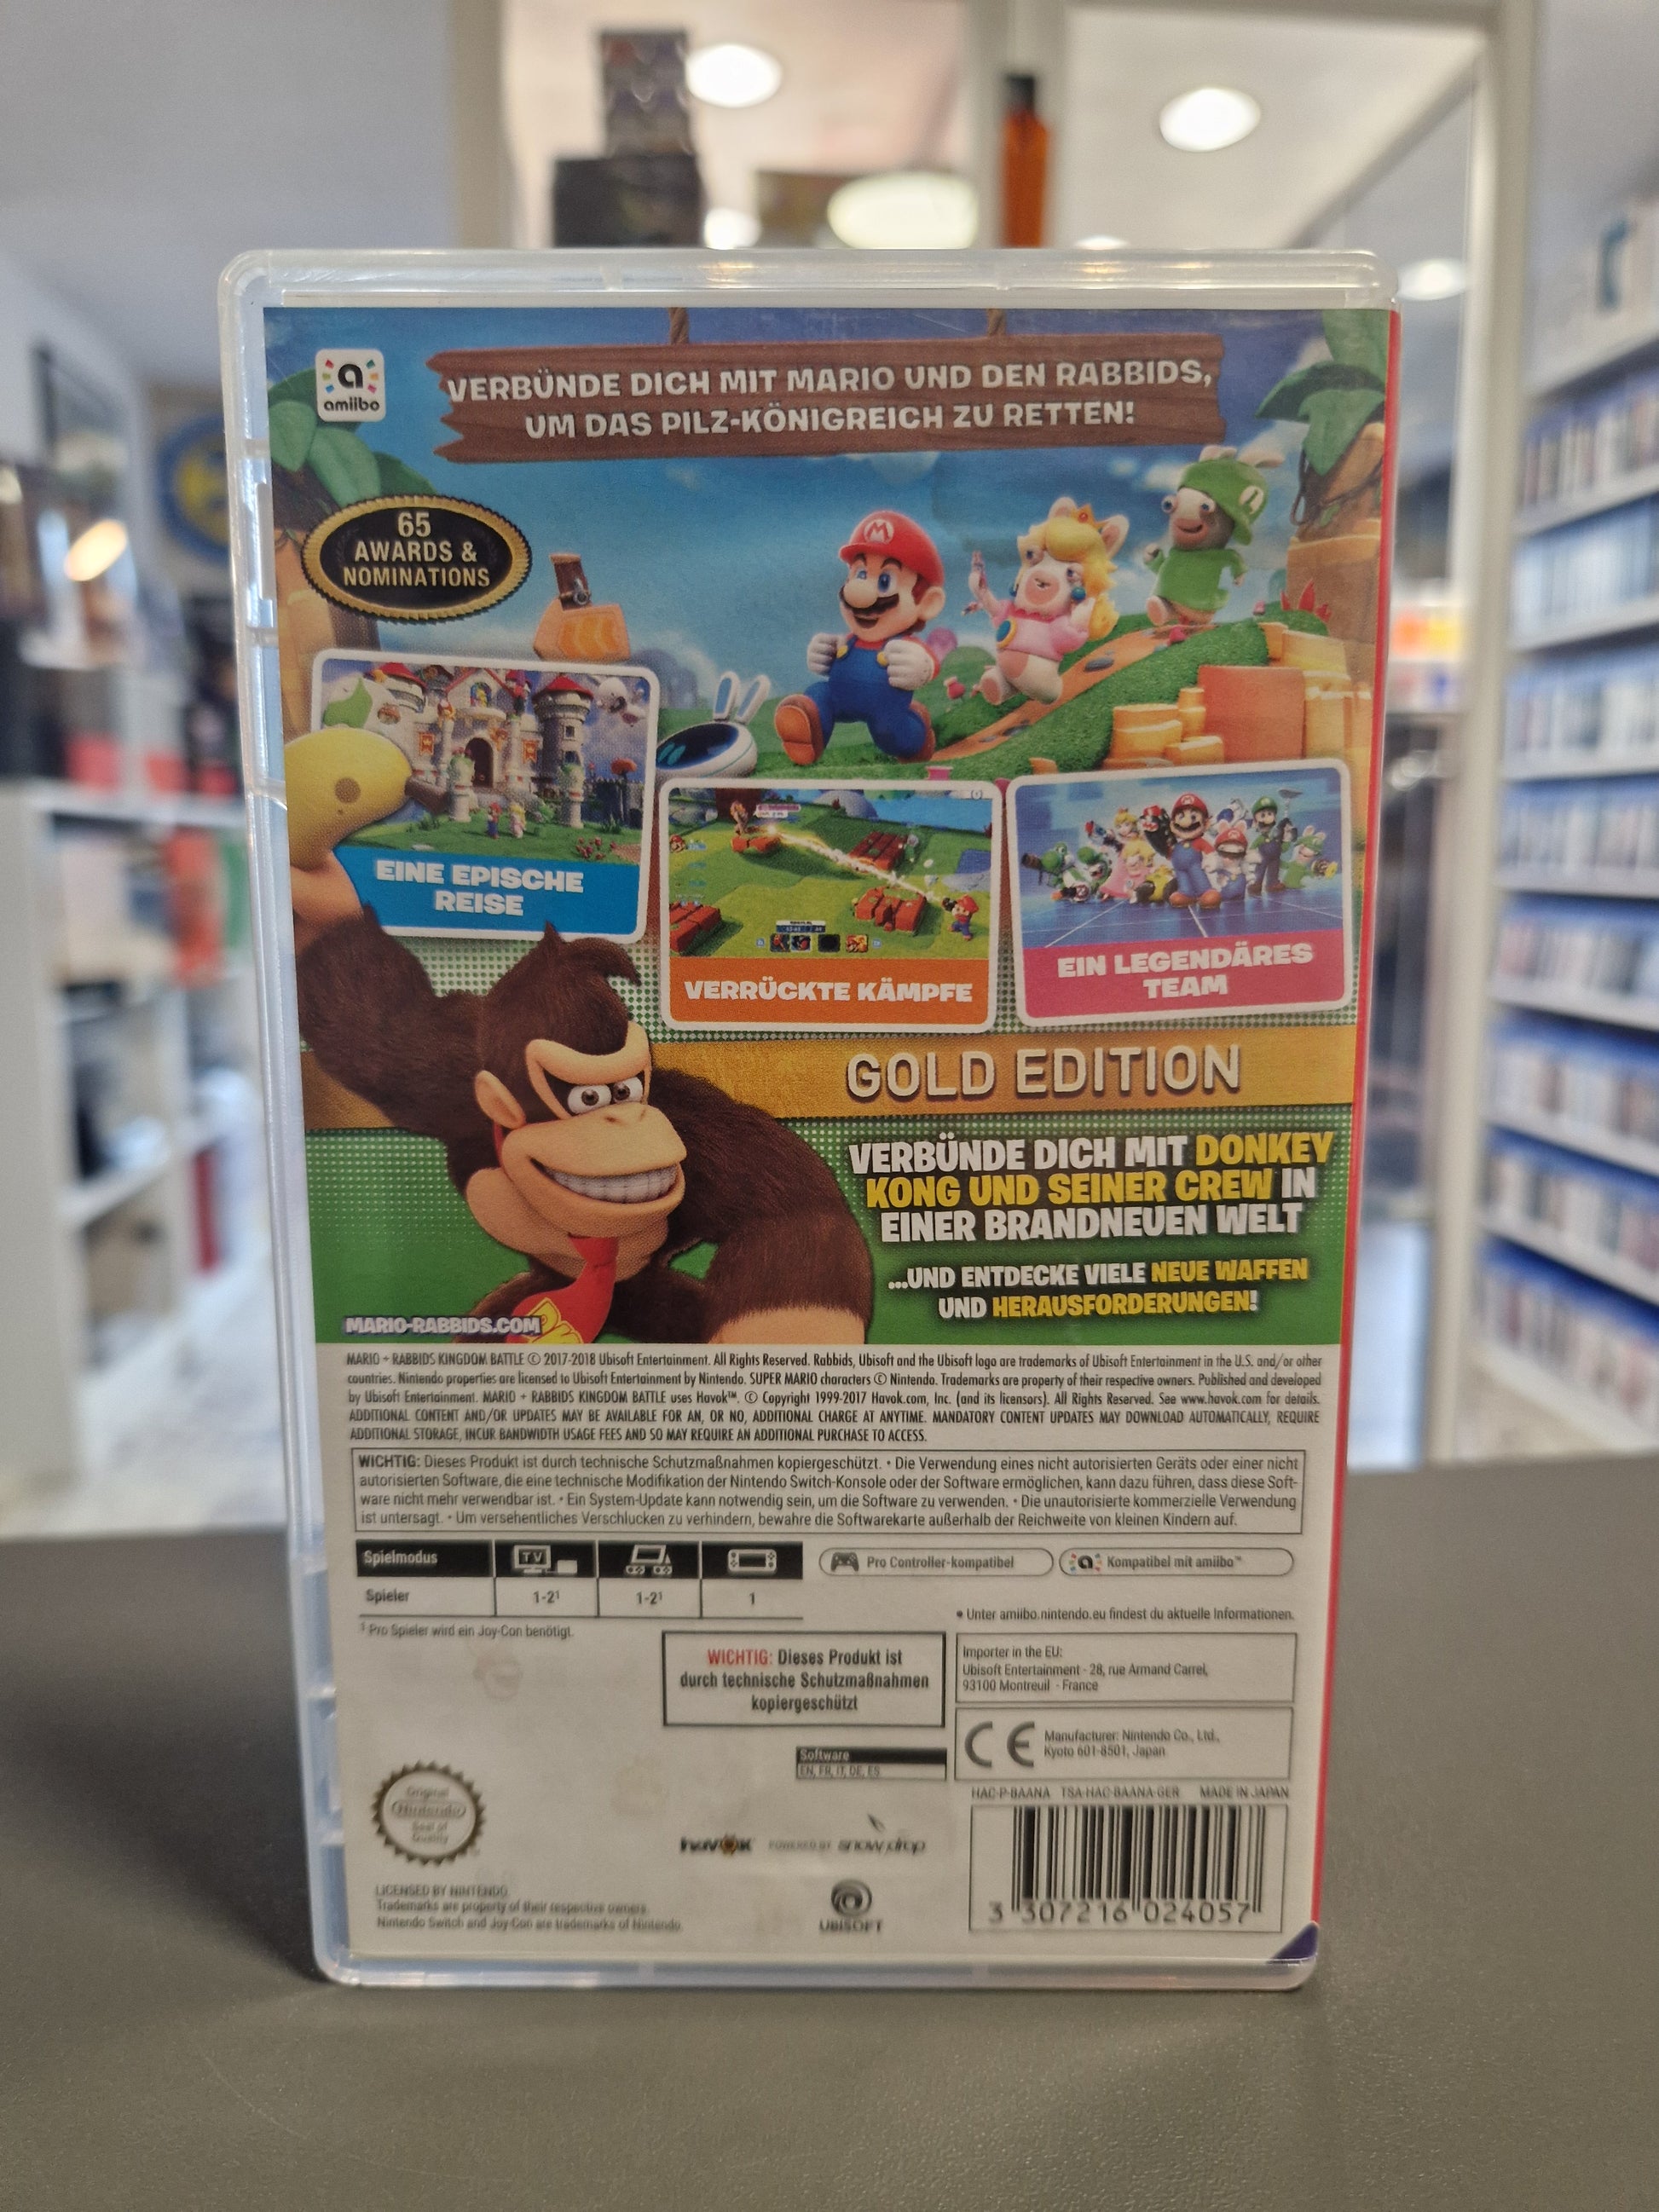 amiibo
VERBÜNDE DICH MIT MARIO UND DEN RABBIDS,
UM DAS PILZ-KÖNIGREICH ZU RETTEN!
65
AWARDS &
NOMINATIONS
EINE EPISCHE
REISE
VERRÜCKTE KÄMPFE
EIN LEGENDÄRES
TEAM
GOLD EDITION
VERBÜNDE DICH MIT DONKEY
KONG UND SEINER CREW IN
EINER BRANDNEUEN WELT
...UND ENTDECKE VIELE NEUE WAFFEN
UND HERAUSFORDERUNGEN!
MARIO-RABBIDS.COM
MARIO + RABBIDS KINGDOM BATTLE © 2017-2018 Ubisoft Entertainment. All Rights Reserved. Rabbids, Ubisoft and the Ubisoft logo are trademarks of Ubisoft Entertainment in the U.S. and/or other
countries. Nintendo properties are licensed to Ubisoft Entertainment by Nintendo. SUPER MARIO characters © Nintendo. Trademarks are property of their respective owners. Published and developed
by Ubisoft Entertainment. MARIO + RABBIDS KINGDOM BATTLE uses Havok™. © Copyright 1999-2017 Havok.com, Inc. (and its licensors). All Rights Reserved. See www.havok.com for details.
ADDITIONAL CONTENT AND/OR UPDATES MAY BE AVAILABLE FOR AN, OR NO, ADDITIONAL CHARGE AT ANYTIME. MANDATORY CONTENT UPDATES MAY DOWNLOAD AUTOMATICALLY, REQUIRE
ADDITIONAL STORAGE, INCUR BANDWIDTH USAGE FEES AND SO MAY REQUIRE AN ADDITIONAL PURCHASE TO ACCESS.
WICHTIG: Dieses Produkt ist durch technische Schutzmaßnahmen kopiergeschützt. • Die Verwendung eines nicht autorisierten Geräts oder einer nicht
autorisierten Software, die eine technische Modifikation der Nintendo Switch-Konsole oder der Software ermöglichen, kann dazu führen, dass diese Soft-
ware nicht mehr verwendbar ist. • Ein System-Update kann notwendig sein, um die Software zu verwenden. • Die unautorisierte kommerzielle Verwendung
ist untersagt. • Um versehentliches Verschlucken zu verhindern, bewahre die Softwarekarte außerhalb der Reichweite von kleinen Kindern auf.
Spielmodus TV
Pro Controller-kompatibel
Kompatibel mit amiibo™
Spieler 1-2¹ 1-2¹ 1
• Unter amiibo.nintendo.eu findest du aktuelle Informationen.
¹ Pro Spieler wird ein Joy-Con benötigt.
WICHTIG: Dieses Produkt ist
durch technische Schutzmaßnahmen
kopiergeschützt
Importer in the EU:
Ubisoft Entertainment - 28, rue Armand Carrel,
93100 Montreuil - France
CE
Manufacturer: Nintendo Co., Ltd.,
Kyoto 601-8501, Japan
Software
EN, FR, IT, DE, ES
HAC-P-BAANA TSA-HAC-BAANA-GER MADE IN JAPAN
Original
Nintendo
Seal of
Quality
havok
POWERED BY snowdrop
3 307216 024057
LICENSED BY NINTENDO
Trademarks are property of their respective owners.
Nintendo Switch and Joy-Con are trademarks of Nintendo.
UBISOFT